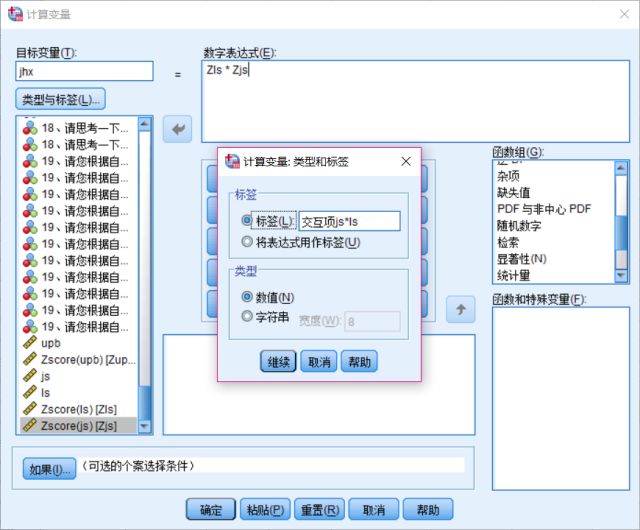 计算变量
目标变量(T):
jhx
=
数字表达式(E):
Zls * Zjs
类型与标签(L)...
18、请思考一下...
18、请思考一下...
19、请您根据自...
19、请您根据自...
19、请您根据自...
19、请您根据自...
19、请您根据自...
19、请您根据自...
19、请您根据自...
19、请您根据自...
19、请您根据自...
19、请您根据自...
19、请您根据自...
upb
Zscore(upb) [Zup...
js
ls
Zscore(ls) [Zls]
Zscore(js) [Zjs]
计算变量: 类型和标签
标签
标签(L):
交互项js*ls
将表达式用作标签(U)
类型
数值(N)
字符串
宽度(W):
8
继续
取消
帮助
函数组(G):
杂项
缺失值
PDF 与非中心 PDF
随机数字
检索
显著性(N)
统计量
函数和特殊变量(F):
如果(I)...
(可选的个案选择条件)
确定
粘贴(P)
重置(R)
取消
帮助